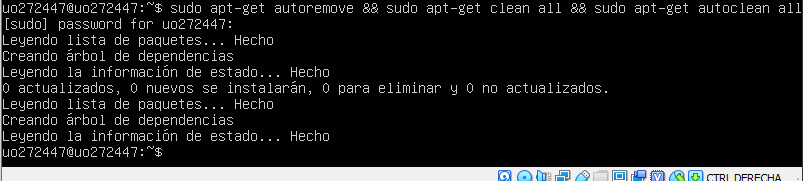 uo272447@uo272447:~$ sudo apt-get autoremove && sudo apt-get clean all && sudo apt-get autoclean all
[sudo] password for uo272447:
Leyendo lista de paquetes... Hecho
Creando árbol de dependencias
Leyendo la información de estado... Hecho
0 actualizados, 0 nuevos se instalarán, 0 para eliminar y 0 no actualizados.
Leyendo lista de paquetes... Hecho
Creando árbol de dependencias
Leyendo la información de estado... Hecho
uo272447@uo272447:~$
CTRL DERECHA